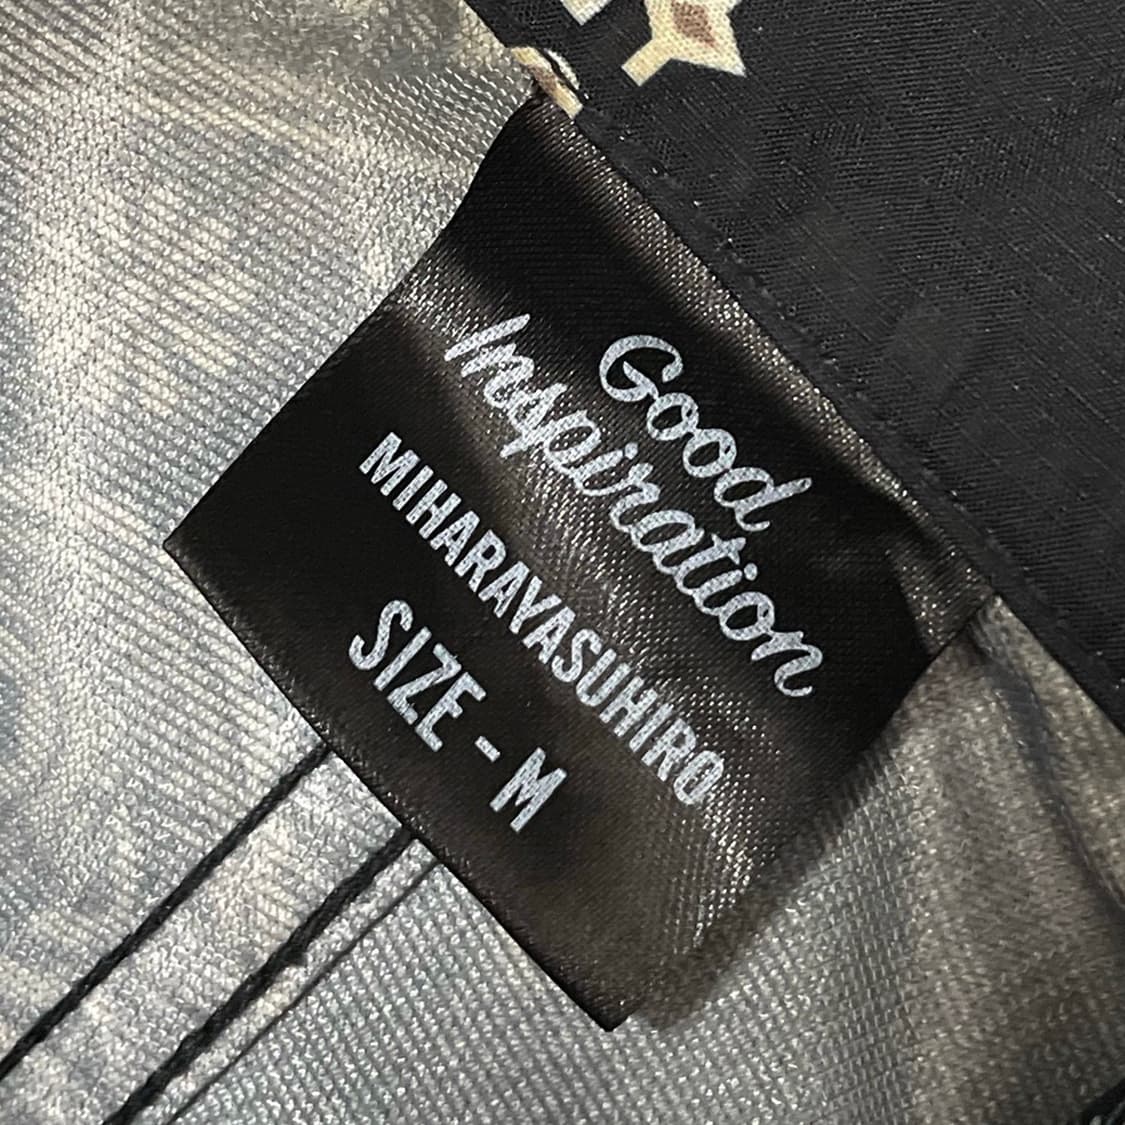 Good
Inspiration
MIHARAYASUHIRO
SIZE - M